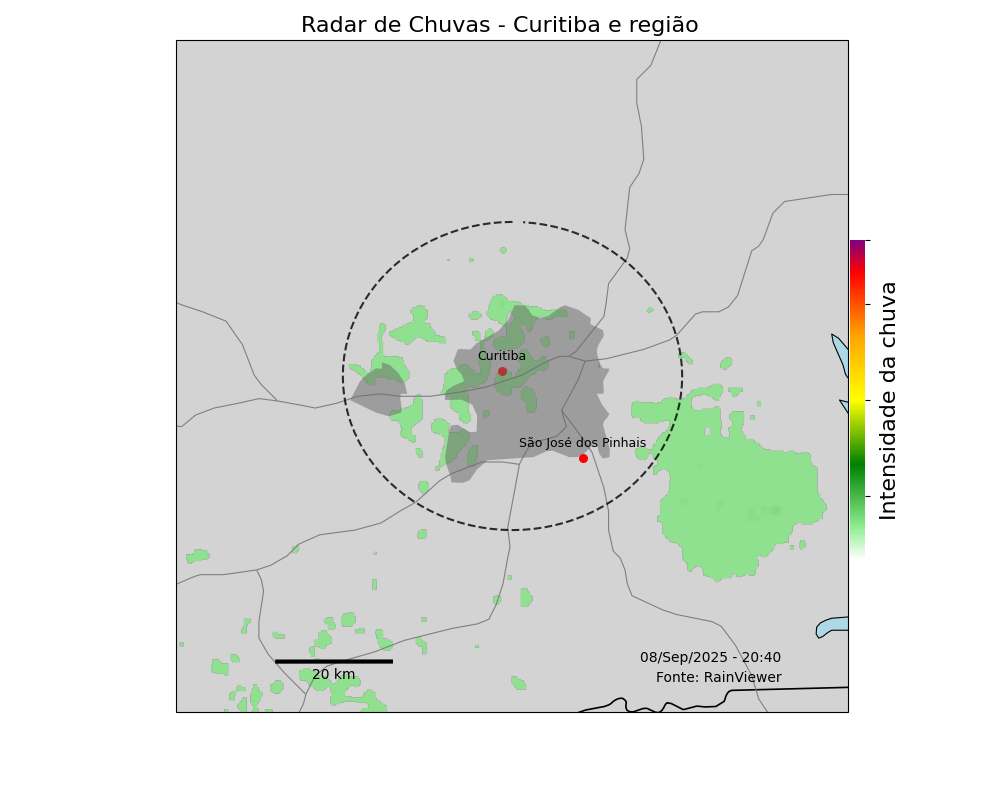 Radar de Chuvas - Curitiba e região
Curitiba
São José dos Pinhais
Intensidade da chuva
20 km
08/Sep/2025 - 20:40
Fonte: RainViewer